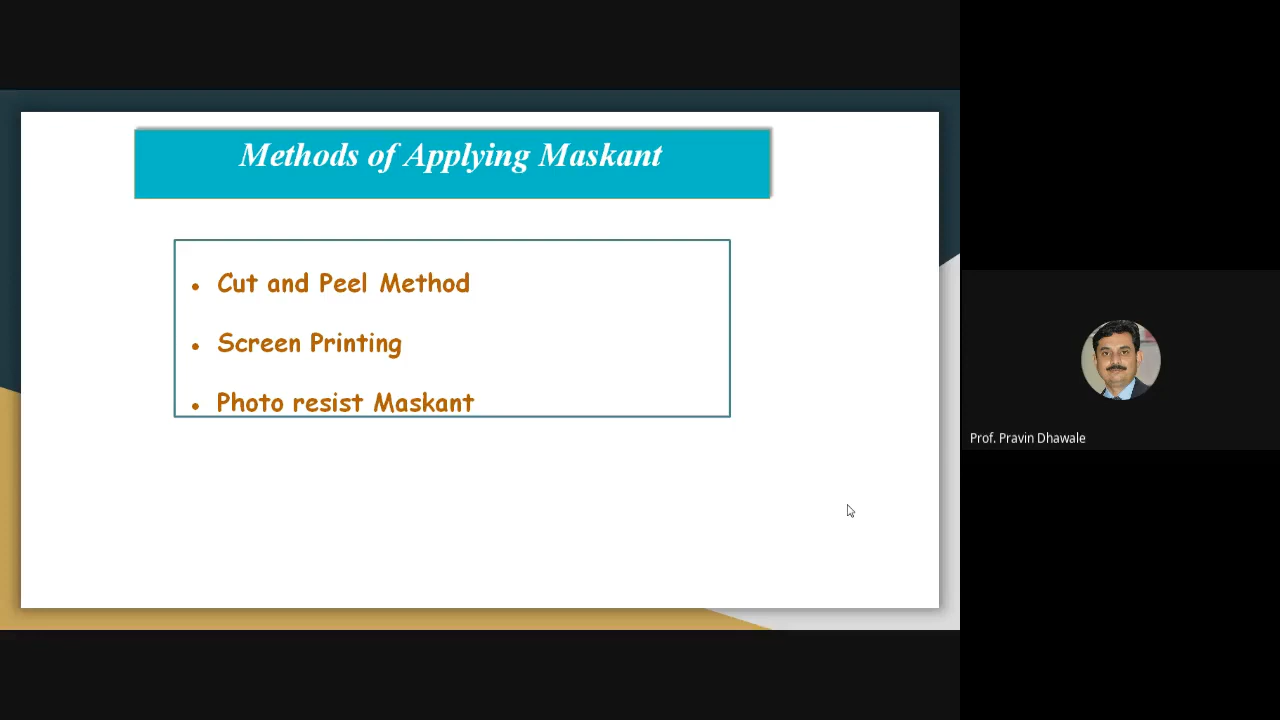 Methods of Applying Maskant
• Cut and Peel Method
• Screen Printing
• Photo resist Maskant
Prof. Pravin Dhawale